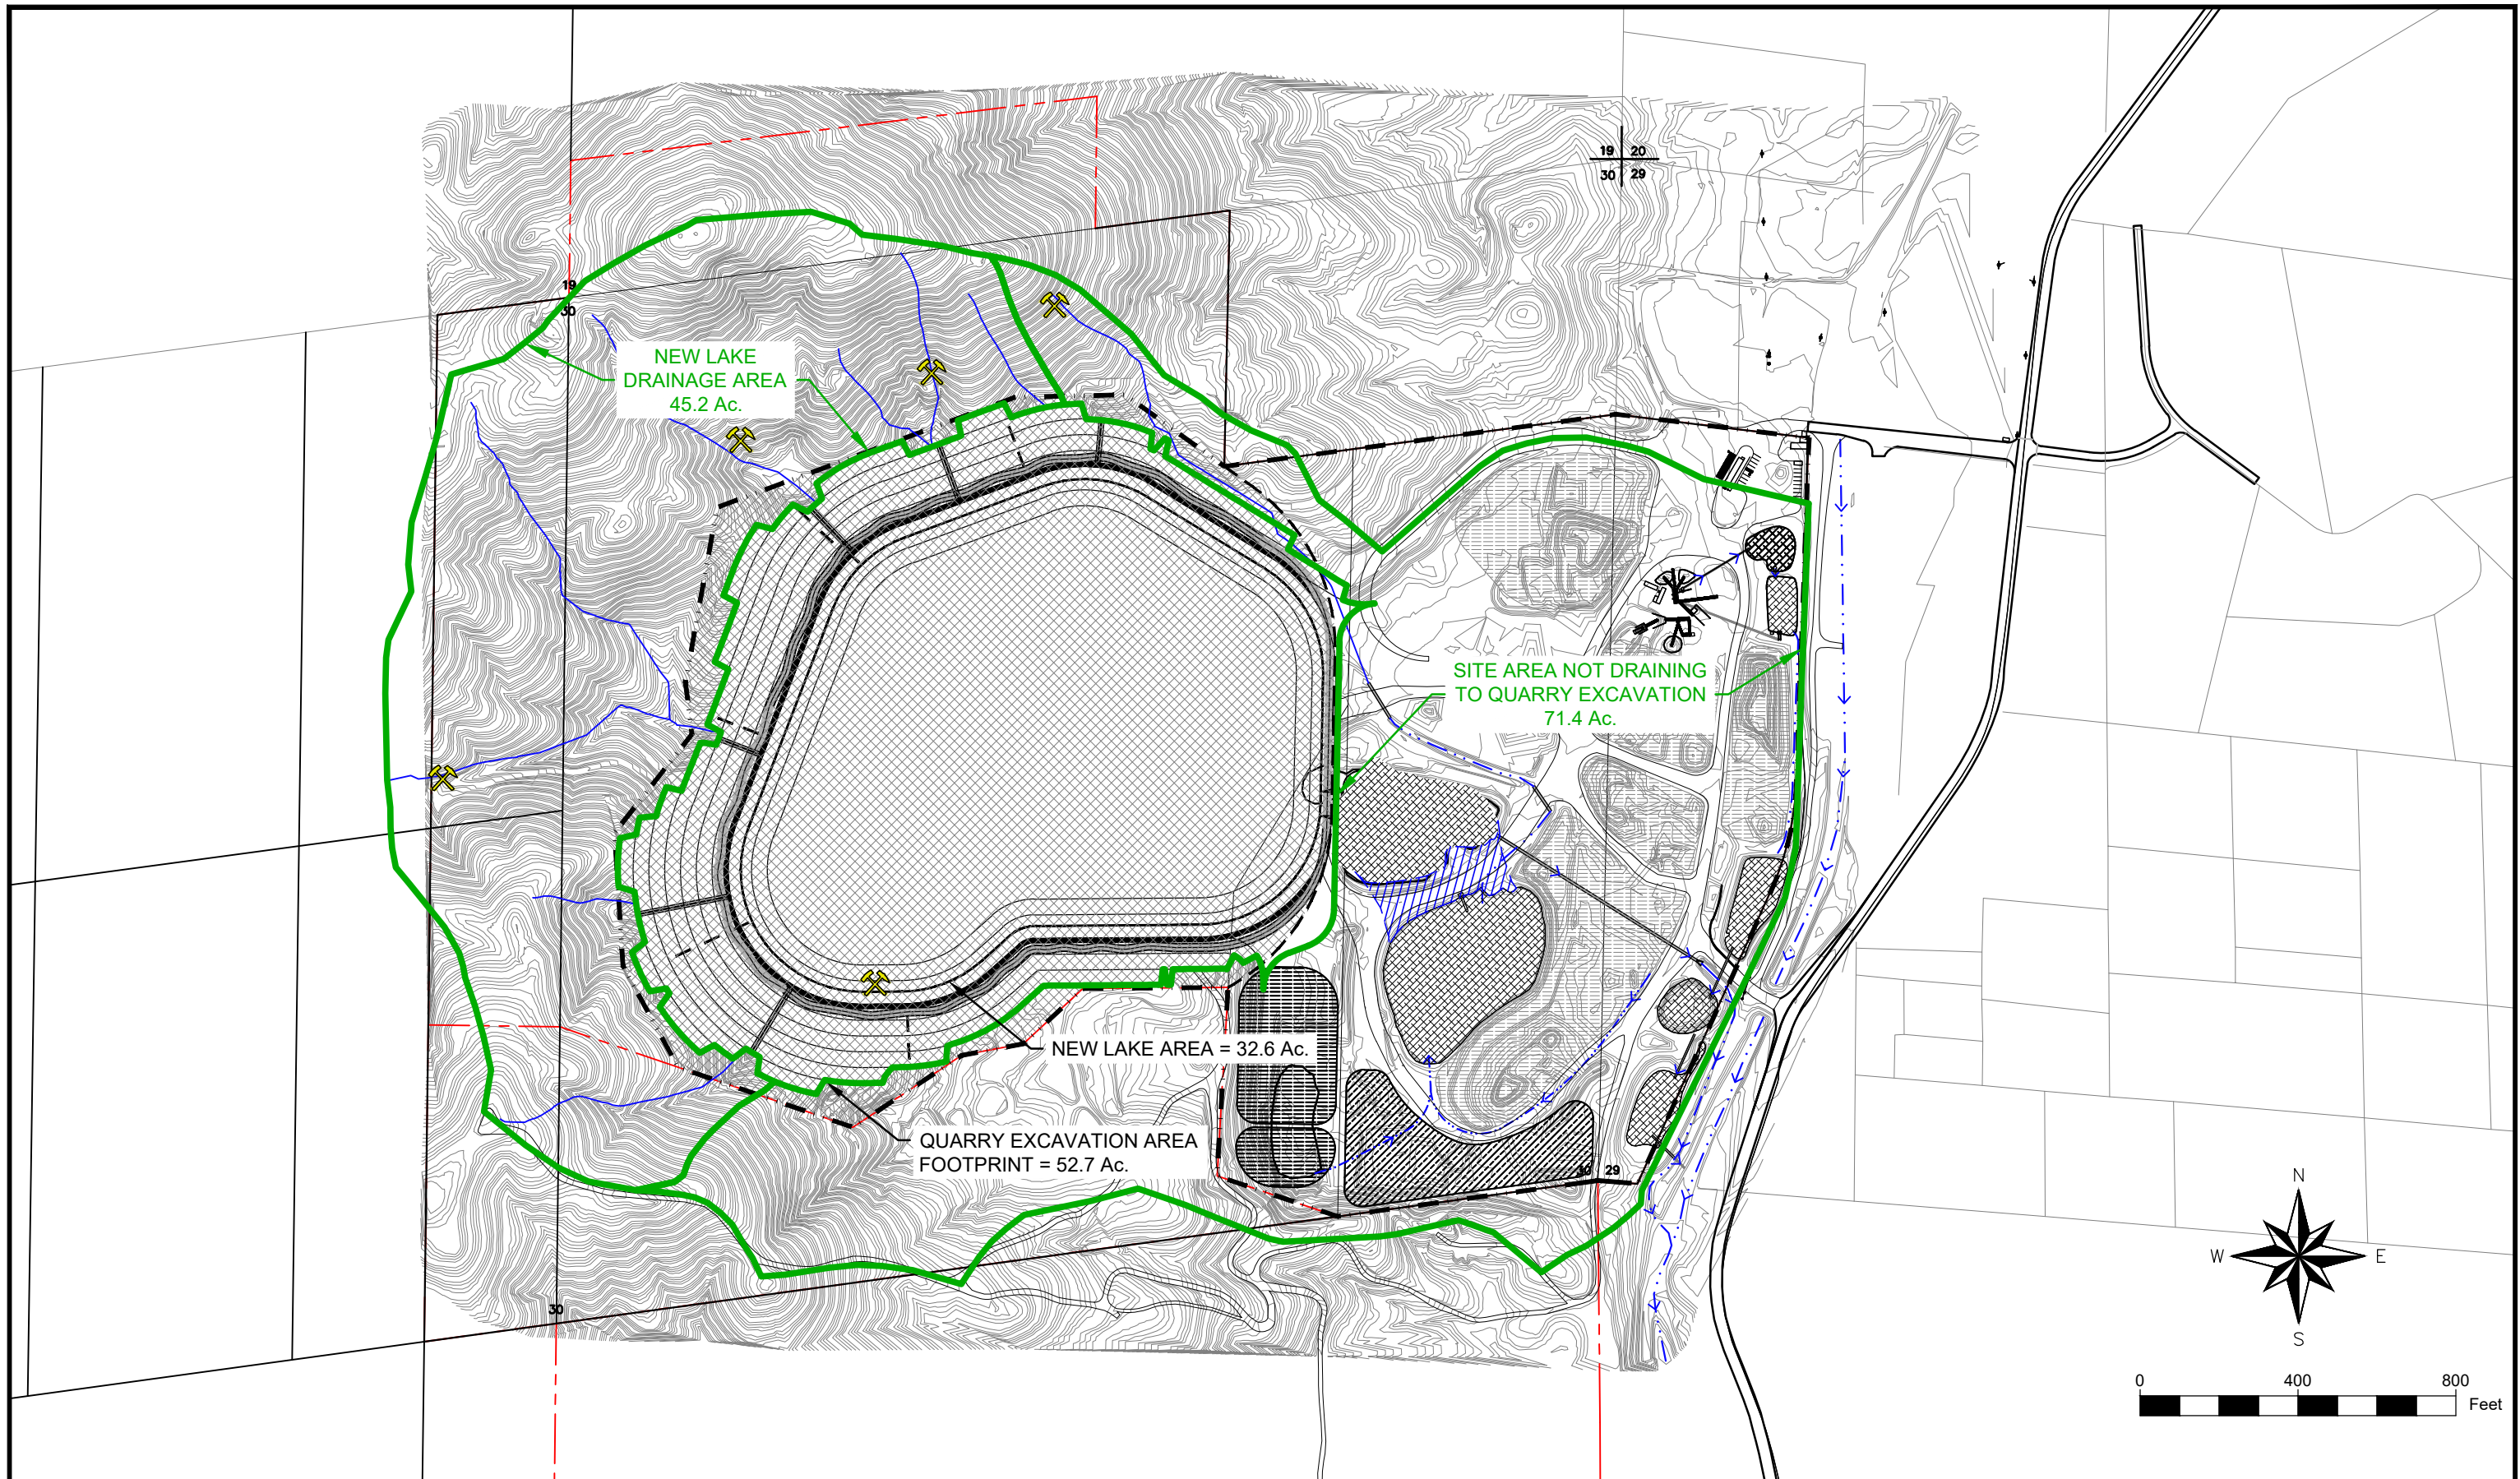 19 20
30 29
19
30
NEW LAKE
DRAINAGE AREA
45.2 Ac.
SITE AREA NOT DRAINING
TO QUARRY EXCAVATION
71.4 Ac.
NEW LAKE AREA = 32.6 Ac.
QUARRY EXCAVATION AREA
FOOTPRINT = 52.7 Ac.
30 29
30
N
W E
S
0 400 800
Feet